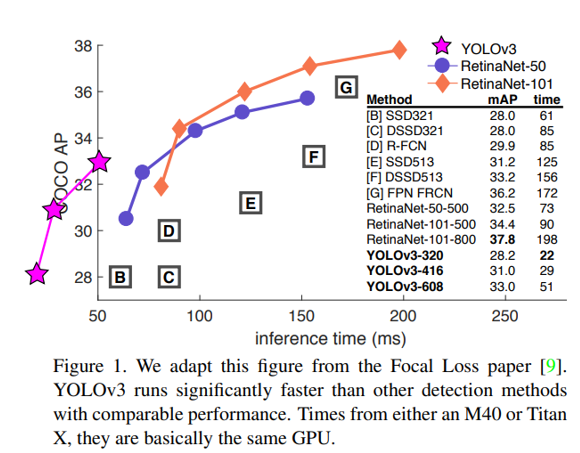 38
36
34
32
30
28
COCO AP
50
100
150
200
250
inference time (ms)
B
C
D
E
F
G
YOLOv3
RetinaNet-50
RetinaNet-101
Method mAP time
[B] SSD321 28.0 61
[C] DSSD321 28.0 85
[D] R-FCN 29.9 85
[E] SSD513 31.2 125
[F] DSSD513 33.2 156
[G] FPN FRCN 36.2 172
RetinaNet-50-500 32.5 73
RetinaNet-101-500 34.4 90
RetinaNet-101-800 37.8 198
YOLOv3-320 28.2 22
YOLOv3-416 31.0 29
YOLOv3-608 33.0 51
Figure 1. We adapt this figure from the Focal Loss paper [9].
YOLOv3 runs significantly faster than other detection methods
with comparable performance. Times from either an M40 or Titan
X, they are basically the same GPU.